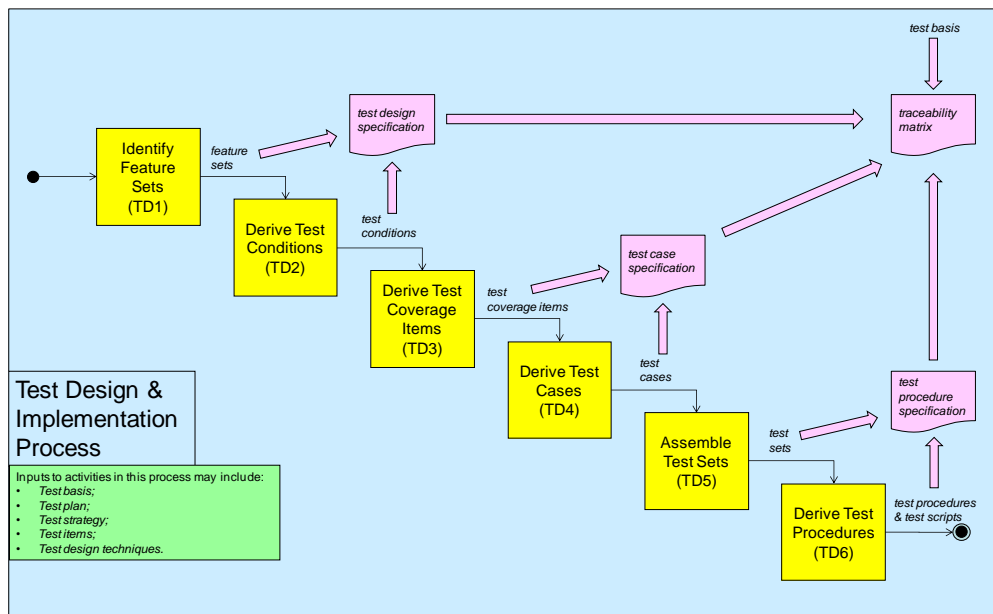 test basis
test design
specification
traceability
matrix
Identify
Feature
Sets
(TD1)
feature
sets
Derive Test
Conditions
(TD2)
test
conditions
test case
specification
Derive Test
Coverage
Items
(TD3)
test
coverage items
Derive Test
Cases
(TD4)
test
cases
test
procedure
specification
Test Design &
Implementation
Process
Assemble
Test Sets
(TD5)
test
sets
Inputs to activities in this process may include:
• Test basis;
• Test plan;
• Test strategy;
• Test items;
• Test design techniques.
Derive Test
Procedures
(TD6)
test procedures
& test scripts